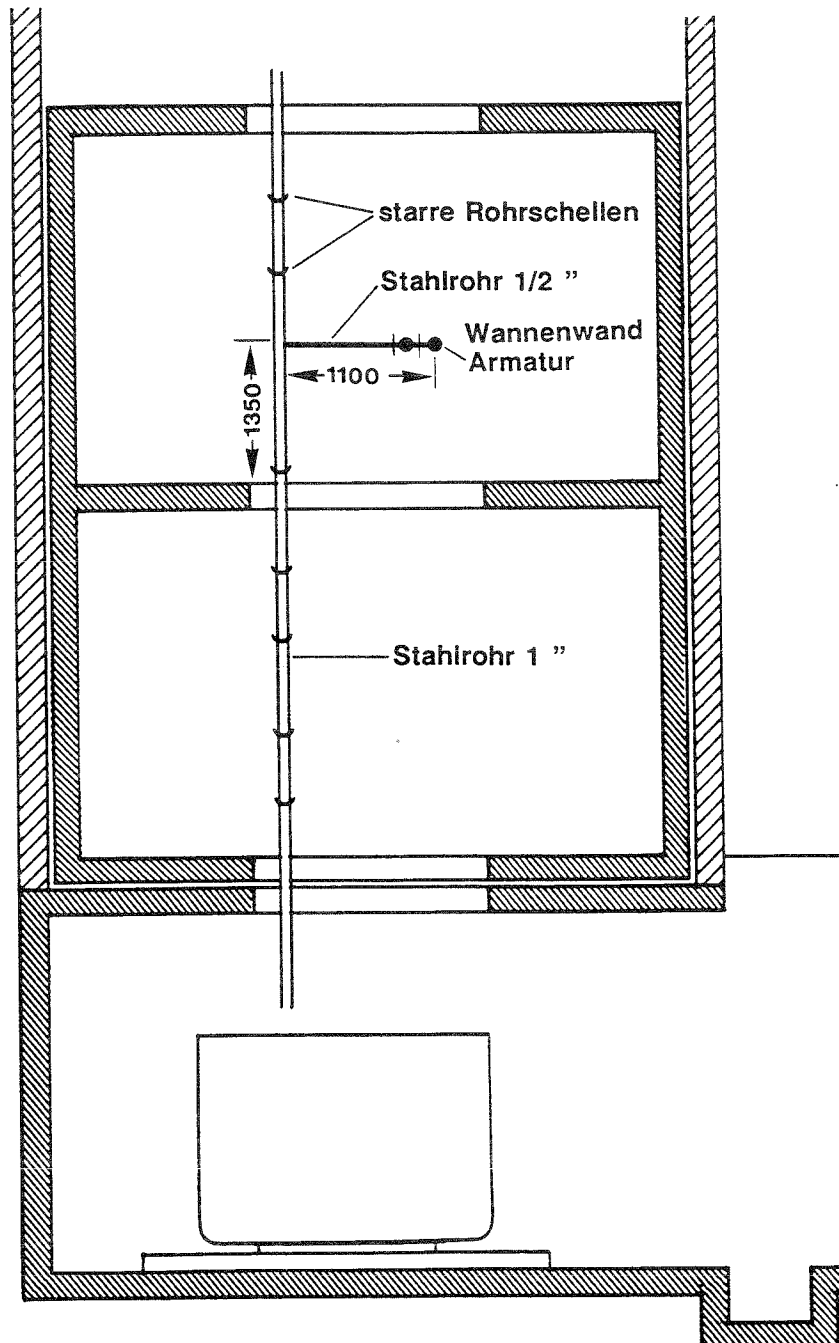 starre Rohrschellen
Stahlrohr 1/2 "
Wannenwand
Armatur
1100
1350
Stahlrohr 1 "